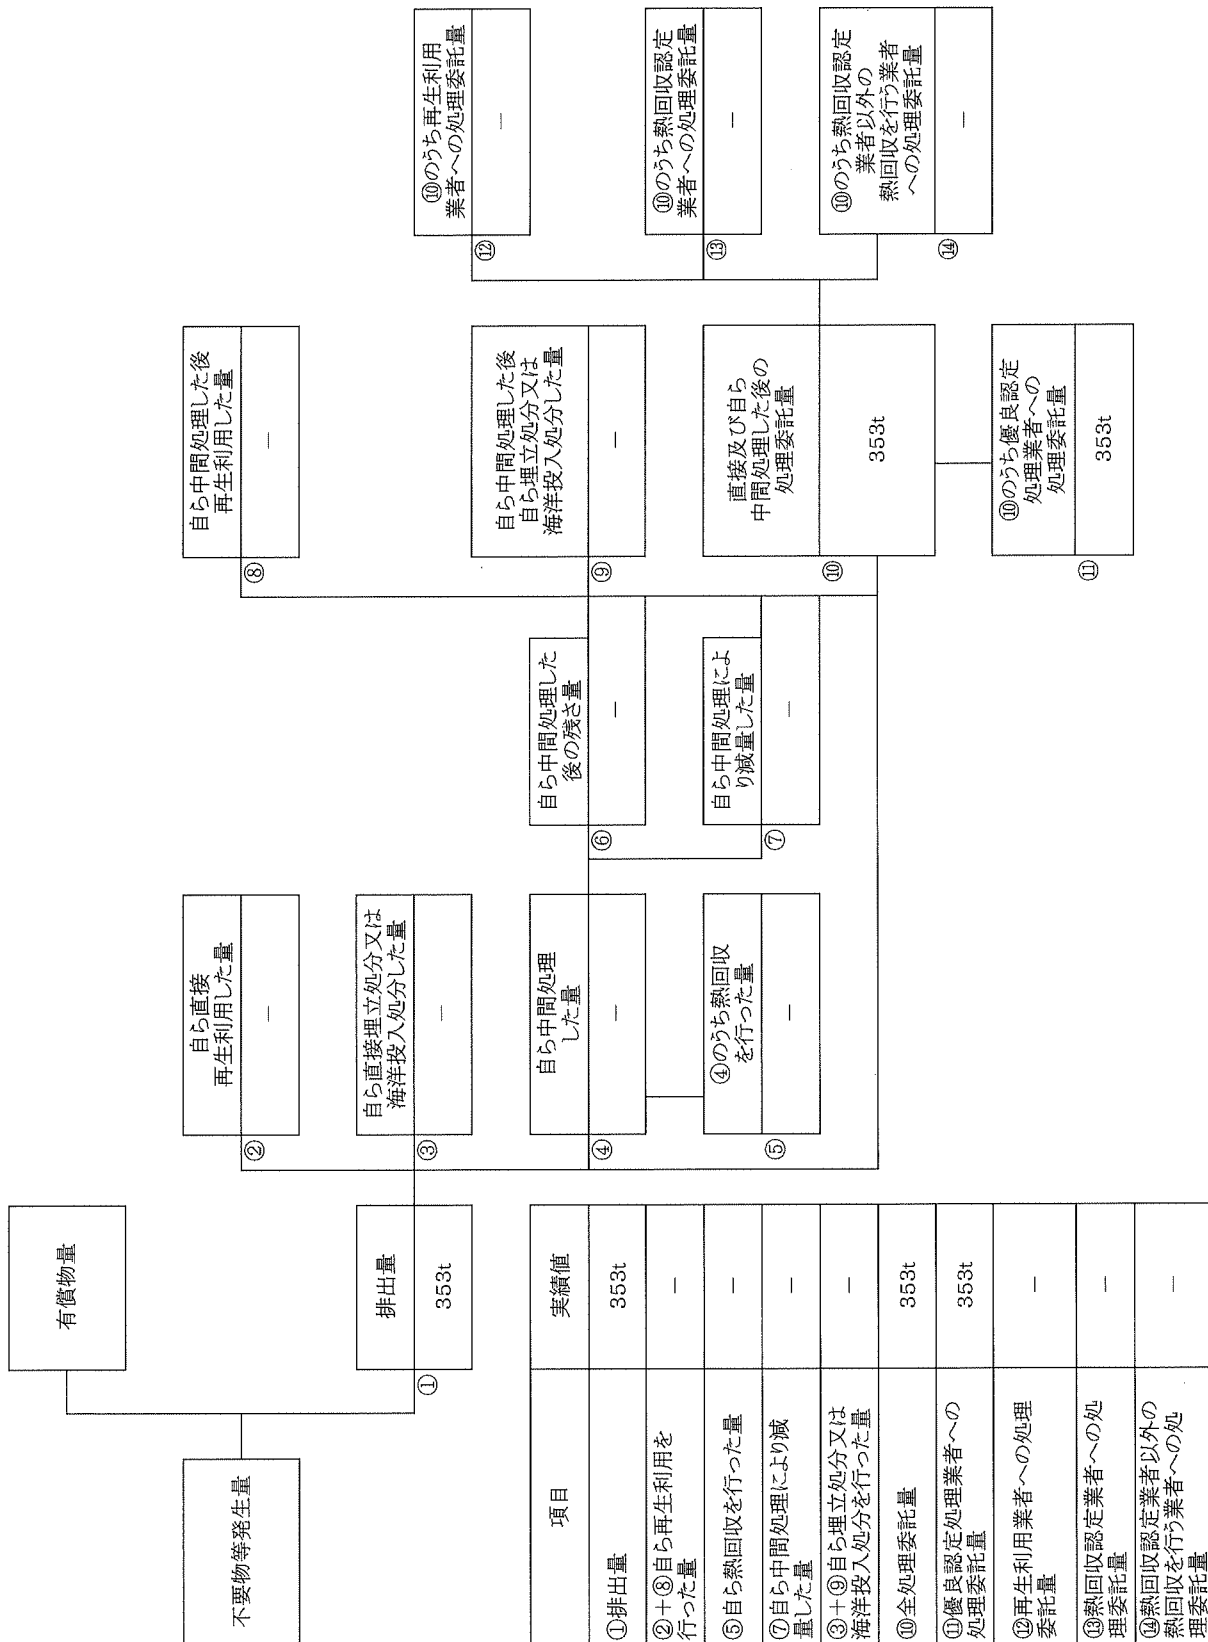 不要物等発生量
有償物量
①
排出量
353t
②
自ら直接
再生利用した量
－
③
自ら直接埋立処分又は
海洋投入処分した量
－
④
自ら中間処理
した量
－
⑤
④のうち熱回収
を行った量
－
⑥
自ら中間処理した
後の残さ量
－
⑦
自ら中間処理によ
り減量した量
－
⑧
自ら中間処理した後
再生利用した量
－
⑨
自ら中間処理した後
自ら埋立処分又は
海洋投入処分した量
－
⑩
直接及び自ら
中間処理した後の
処理委託量
353t
⑪
⑩のうち優良認定
処理業者への
処理委託量
353t
⑫
⑩のうち再生利用
業者への処理委託量
－
⑬
⑩のうち熱回収認定
業者への処理委託量
－
⑭
⑩のうち熱回収認定
業者以外の
熱回収を行う業者
への処理委託量
－
項目
実績値
①排出量
353t
②＋⑧自ら再生利用を
行った量
－
⑤自ら熱回収を行った量
－
⑦自ら中間処理により減
量した量
－
③＋⑨自ら埋立処分又は
海洋投入処分を行った量
－
⑩全処理委託量
353t
⑪優良認定処理業者への
処理委託量
353t
⑫再生利用業者への処理
委託量
－
⑬熱回収認定業者への処
理委託量
－
⑭熱回収認定業者以外の
熱回収を行う業者への処
理委託量
－